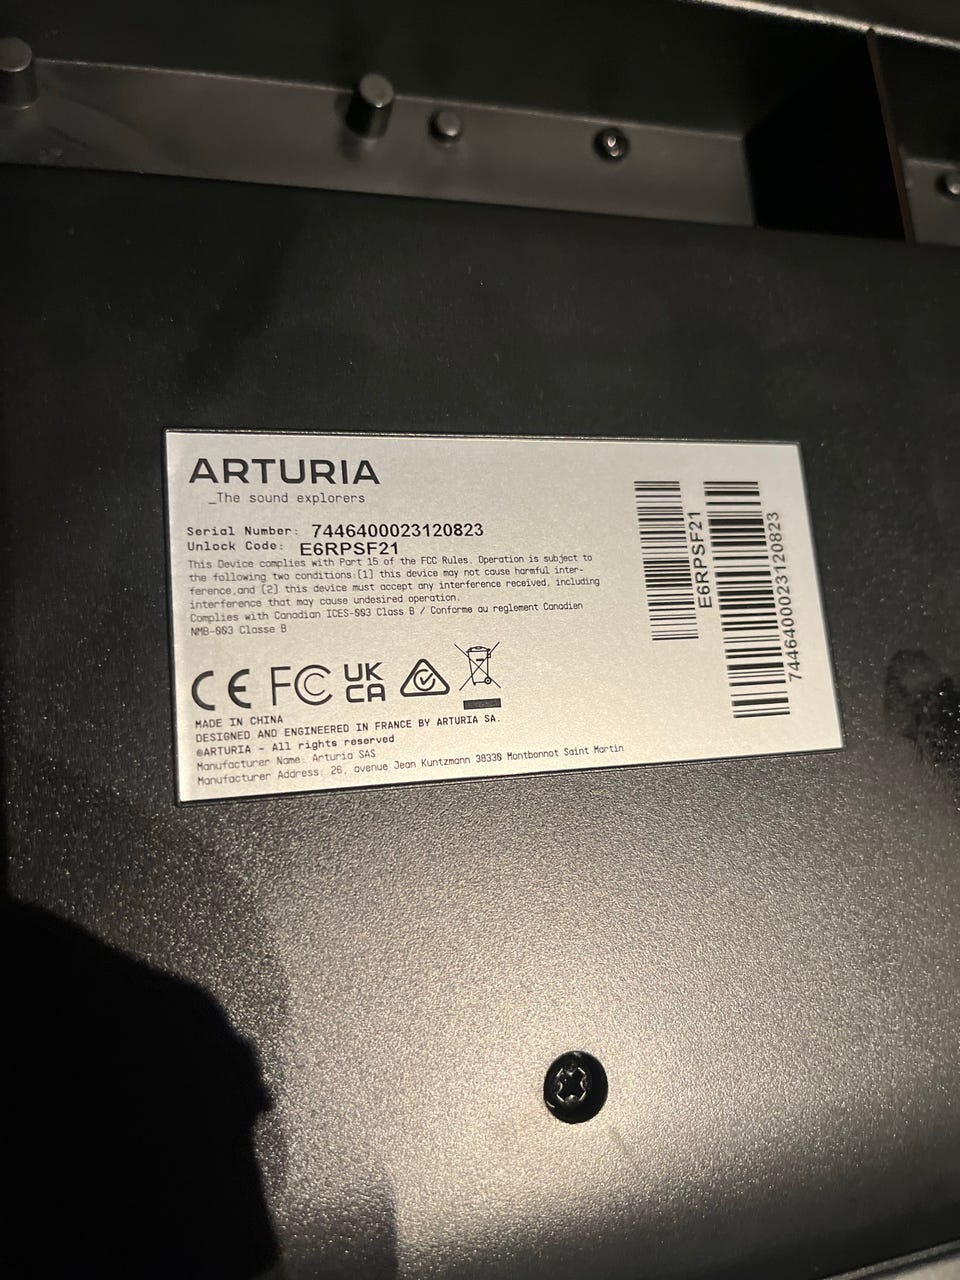 ARTURIA
_The sound explorers
Serial Number: 7446400023120823
Unlock Code: E6RPSF21
This Device complies with Part 15 of the FCC Rules. Operation is subject to
the following two conditions:[1] this device may not cause harmful inter-
ference,and [2] this device must accept any interference received, including
interference that may cause undesired operation.
Complies with Canadian ICES-003 Class B / Conforme au reglement Canadien
NMB-003 Classe B
CE FC UK
CA
MADE IN CHINA
DESIGNED AND ENGINEERED IN FRANCE BY ARTURIA SA.
©ARTURIA - All rights reserved
Manufacturer Name: Arturia SAS
Manufacturer Address: 26, avenue Jean Kuntzmann 38330 Montbonnot Saint Martin
E6RPSF21
7446400023120823